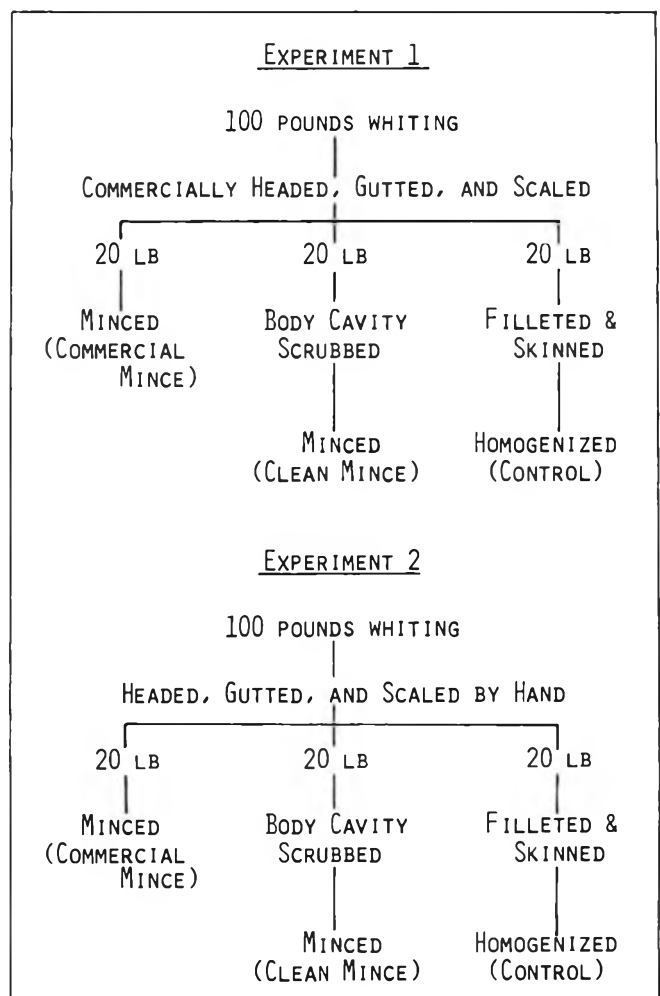 EXPERIMENT 1
100 POUNDS WHITING
COMMERCIALLY HEADED, GUTTED, AND SCALED
20 LB 20 LB 20 LB
MINCED BODY CAVITY FILLETED &
(COMMERCIAL SCRUBBED SKINNED
MINCE)
MINCED HOMOGENIZED
(CLEAN MINCE) (CONTROL)
EXPERIMENT 2
100 POUNDS WHITING
HEADED, GUTTED, AND SCALED BY HAND
20 LB 20 LB 20 LB
MINCED BODY CAVITY FILLETED &
(COMMERCIAL SCRUBBED SKINNED
MINCE)
MINCED HOMOGENIZED
(CLEAN MINCE) (CONTROL)